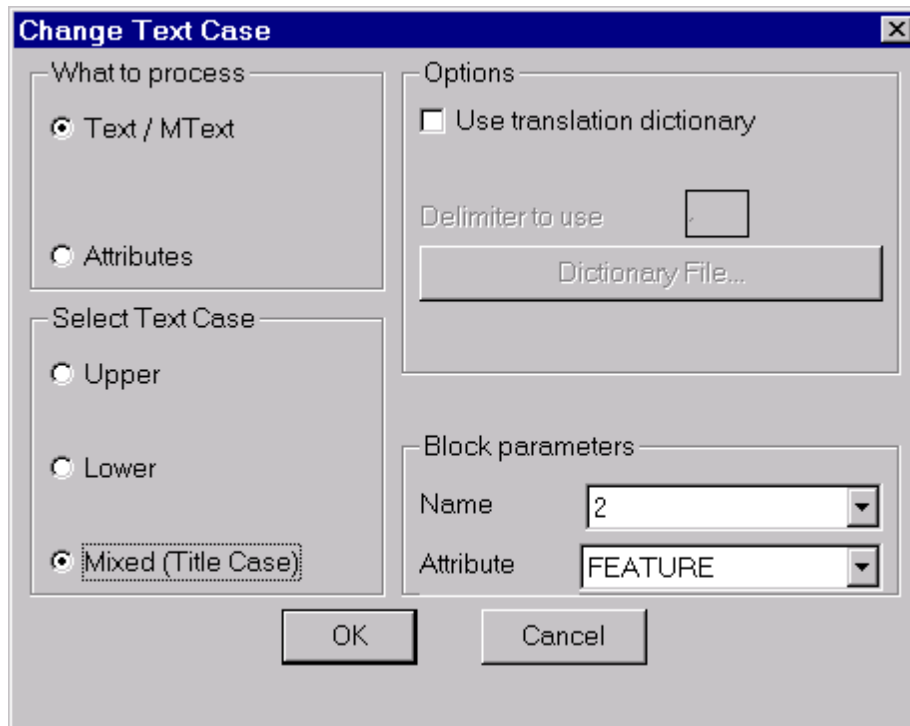 Change Text Case
What to process
Text / MText
Attributes
Select Text Case
Upper
Lower
Mixed (Title Case)
Options
Use translation dictionary
Delimiter to use
Dictionary File...
Block parameters
Name 2
Attribute FEATURE
OK Cancel